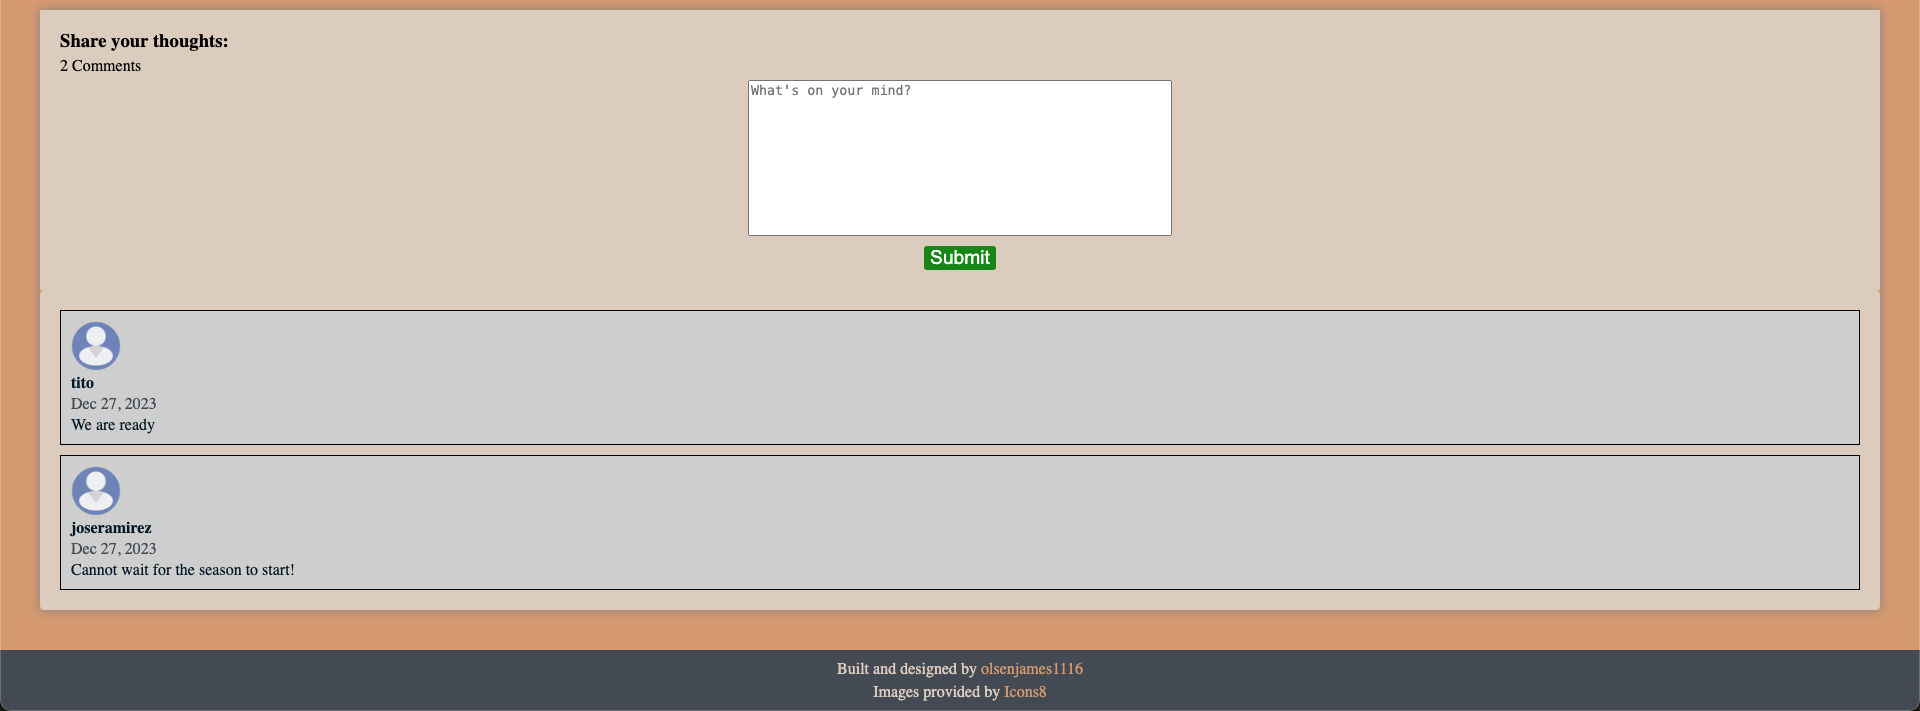 Share your thoughts:
2 Comments
What's on your mind?
Submit
tito
Dec 27, 2023
We are ready
joseramirez
Dec 27, 2023
Cannot wait for the season to start!
Built and designed by olsenjames1116
Images provided by Icons8